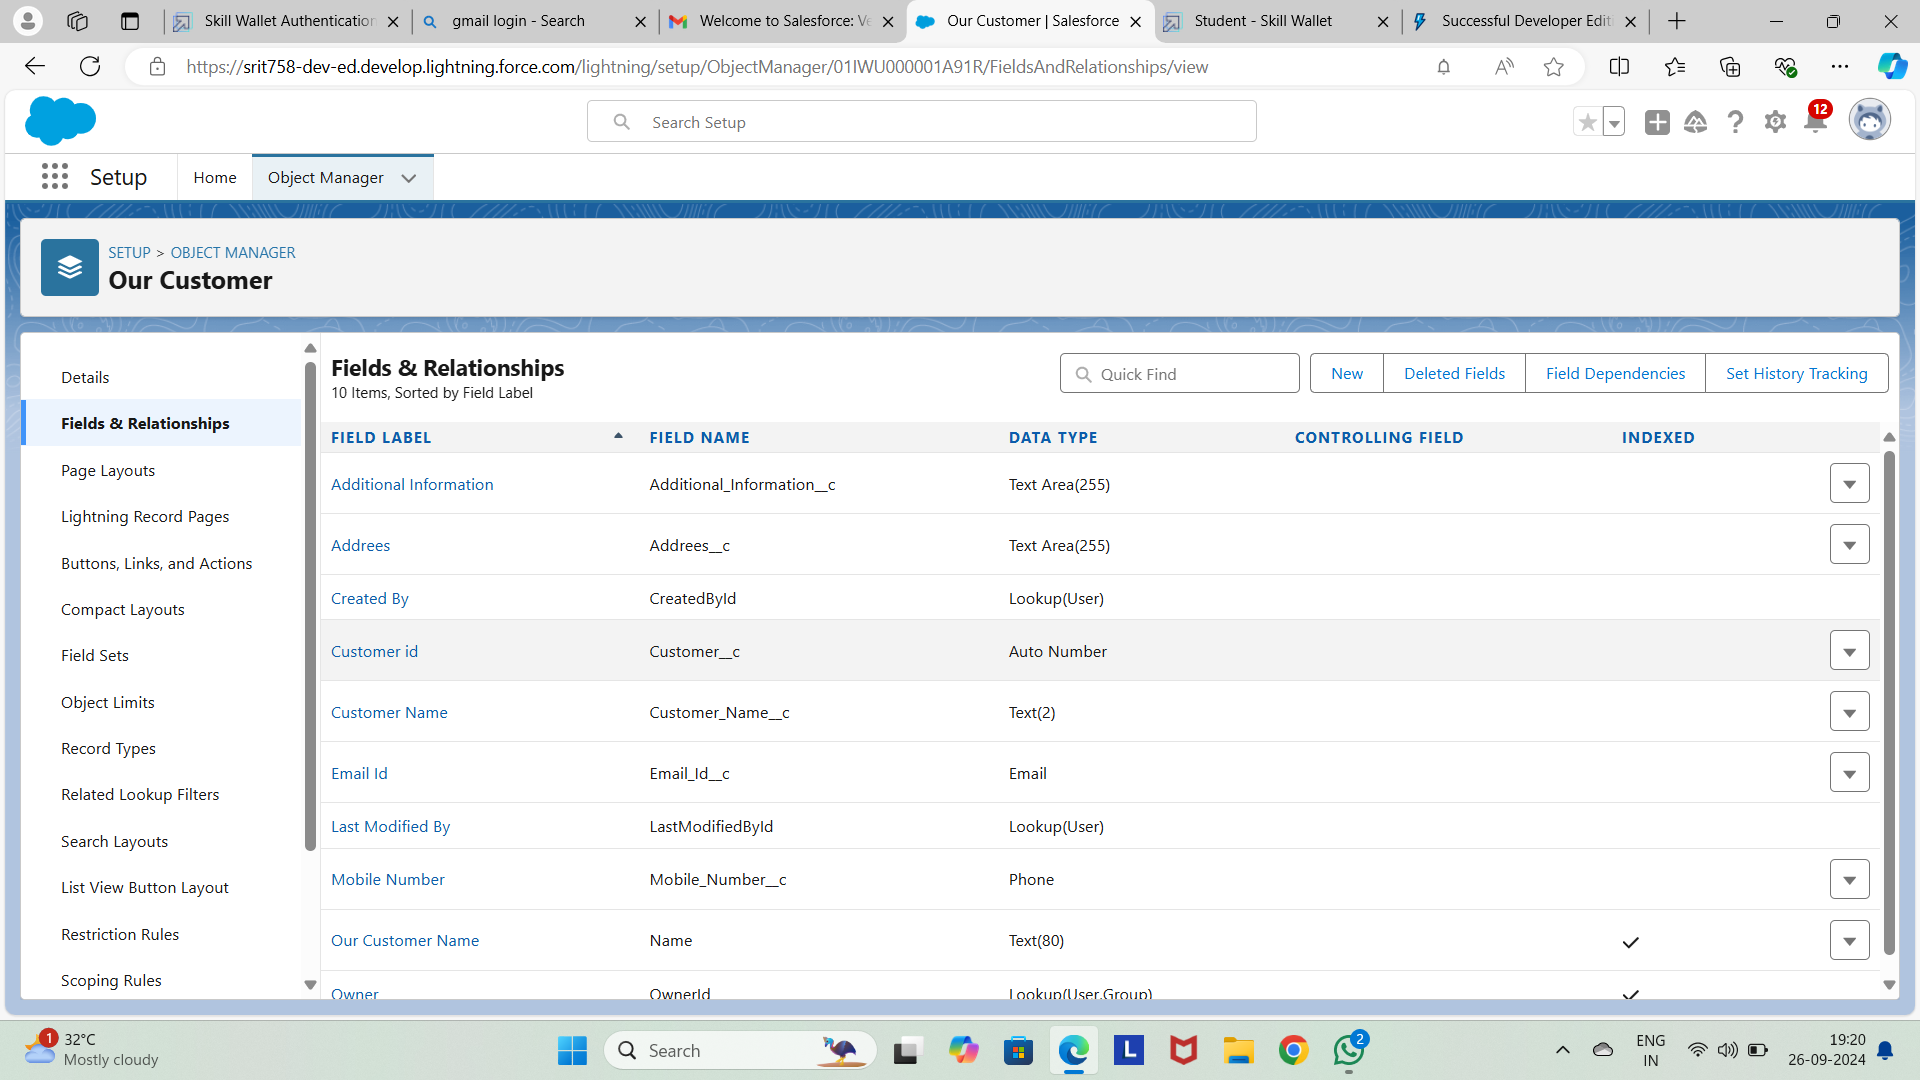 Skill Wallet Authentication
gmail login - Search
Welcome to Salesforce: Ve
Our Customer | Salesforce
Student - Skill Wallet
Successful Developer Editi
https://srit758-dev-ed.develop.lightning.force.com/lightning/setup/ObjectManager/01IWU000001A91R/FieldsAndRelationships/view
Search Setup
12
Setup
Home
Object Manager
SETUP > OBJECT MANAGER
Our Customer
Details
Fields & Relationships
Page Layouts
Lightning Record Pages
Buttons, Links, and Actions
Compact Layouts
Field Sets
Object Limits
Record Types
Related Lookup Filters
Search Layouts
List View Button Layout
Restriction Rules
Scoping Rules
Fields & Relationships
10 Items, Sorted by Field Label
Quick Find
New
Deleted Fields
Field Dependencies
Set History Tracking
FIELD LABEL FIELD NAME DATA TYPE CONTROLLING FIELD INDEXED
Additional Information Additional_Information__c Text Area(255)
Addrees Addrees__c Text Area(255)
Created By CreatedById Lookup(User)
Customer id Customer__c Auto Number
Customer Name Customer_Name__c Text(2)
Email Id Email_Id__c Email
Last Modified By LastModifiedById Lookup(User)
Mobile Number Mobile_Number__c Phone
Our Customer Name Name Text(80)
Owner OwnerId Lookup(User,Group)
1
32°C
Mostly cloudy
Search
L
2
ENG
IN
19:20
26-09-2024